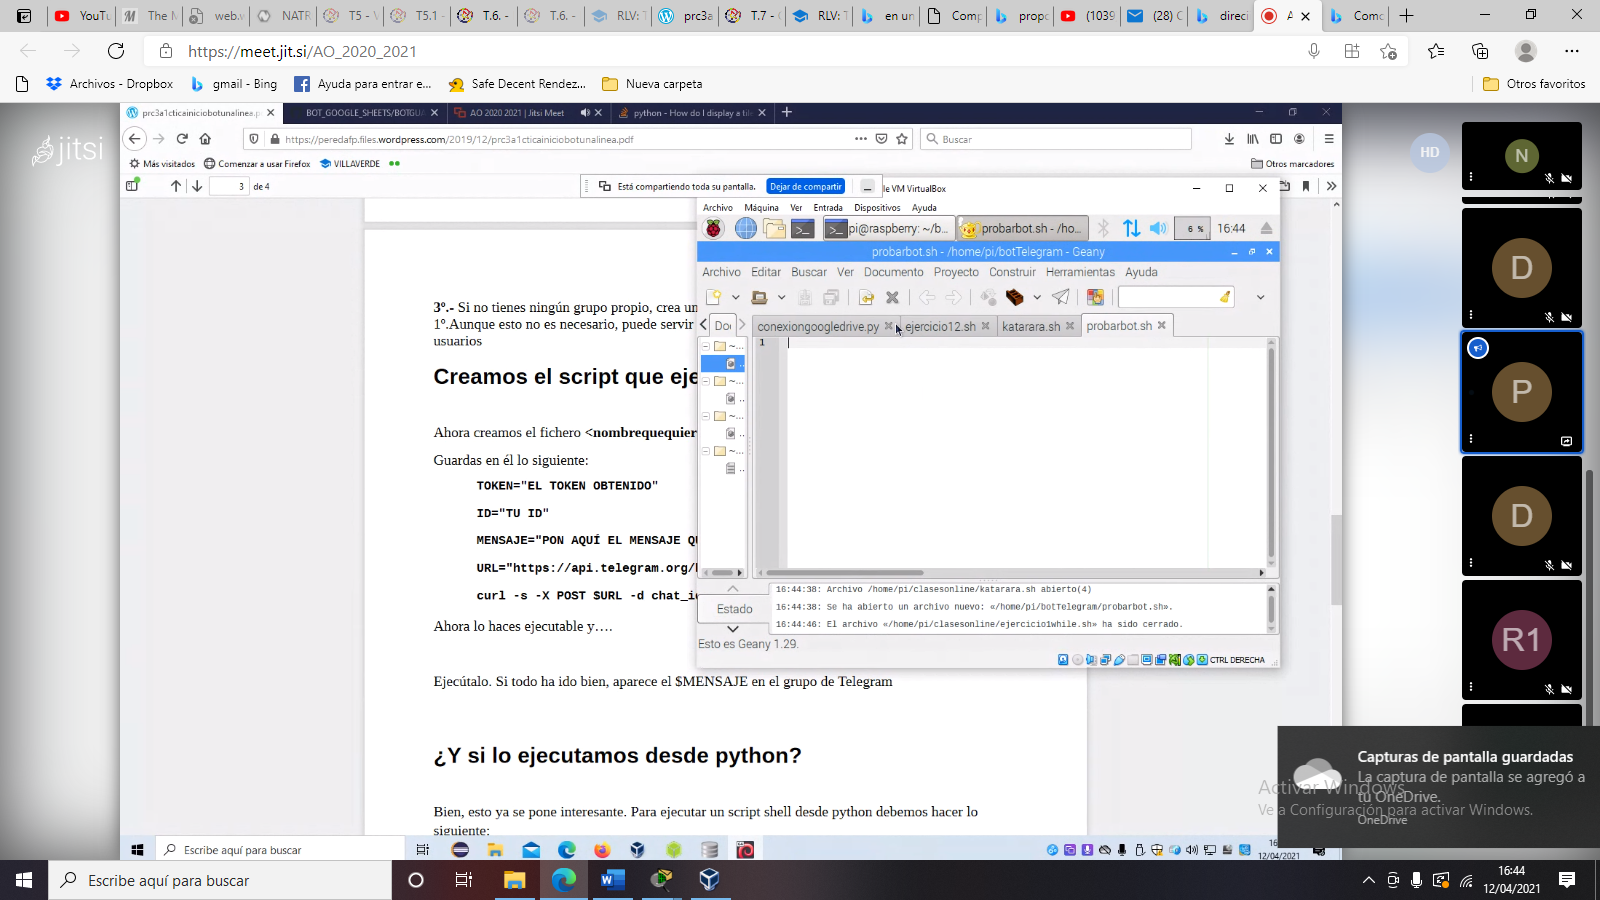 YouTu
The M
web.v
NATR
T5 - \
T5.1 -
T.6. -
T.6. -
RLV: T
prc3a
T.7 - (
RLV: T
en un
Comp
propo
(1039
(28) C
direci
A
Comc
https://meet.jit.si/AO_2020_2021
Archivos - Dropbox
gmail - Bing
Ayuda para entrar e...
Safe Decent Rendez...
Nueva carpeta
Otros favoritos
jitsi
prc3a1cticainiciobotunalinea.p
BOT_GOOGLE_SHEETS/BOTGU
AO 2020 2021 | Jitsi Meet
python - How do I display a tile
https://peredafp.files.wordpress.com/2019/12/prc3a1cticainiciobotunalinea.pdf
Buscar
Más visitados
Comenzar a usar Firefox
VILLAVERDE
Otros marcadores
3
de 4
Está compartiendo toda su pantalla.
Dejar de compartir
le VM VirtualBox
Archivo Máquina Ver Entrada Dispositivos Ayuda
pi@raspberry: ~/b...
probarbot.sh - /ho...
6 %
16:44
probarbot.sh - /home/pi/botTelegram - Geany
Archivo Editar Buscar Ver Documento Proyecto Construir Herramientas Ayuda
Do
conexiongoogledrive.py
ejercicio12.sh
katarara.sh
probarbot.sh
1
3º.- Si no tienes ningún grupo propio, crea un
1º.Aunque esto no es necesario, puede servir
usuarios
Creamos el script que eje
Ahora creamos el fichero <nombrequequier
Guardas en él lo siguiente:
TOKEN="EL TOKEN OBTENIDO"
ID="TU ID"
MENSAJE="PON AQUÍ EL MENSAJE QU
URL="https://api.telegram.org/b
curl -s -X POST $URL -d chat_i
Ahora lo haces ejecutable y….
Ejecútalo. Si todo ha ido bien, aparece el $MENSAJE en el grupo de Telegram
¿Y si lo ejecutamos desde python?
Bien, esto ya se pone interesante. Para ejecutar un script shell desde python debemos hacer lo
siguiente:
Estado
16:44:38: Archivo /home/pi/clasesonline/katarara.sh abierto(4)
16:44:38: Se ha abierto un archivo nuevo: «/home/pi/botTelegram/probarbot.sh».
16:44:46: El archivo «/home/pi/clasesonline/ejercicio1while.sh» ha sido cerrado.
Esto es Geany 1.29.
CTRL DERECHA
HD
N
D
P
D
R1
Capturas de pantalla guardadas
La captura de pantalla se agregó a
tu OneDrive.
OneDrive
Activar Windows
Ve a Configuración para activar Windows.
Escribe aquí para buscar
16
12/04/2021
Escribe aquí para buscar
16:44
12/04/2021